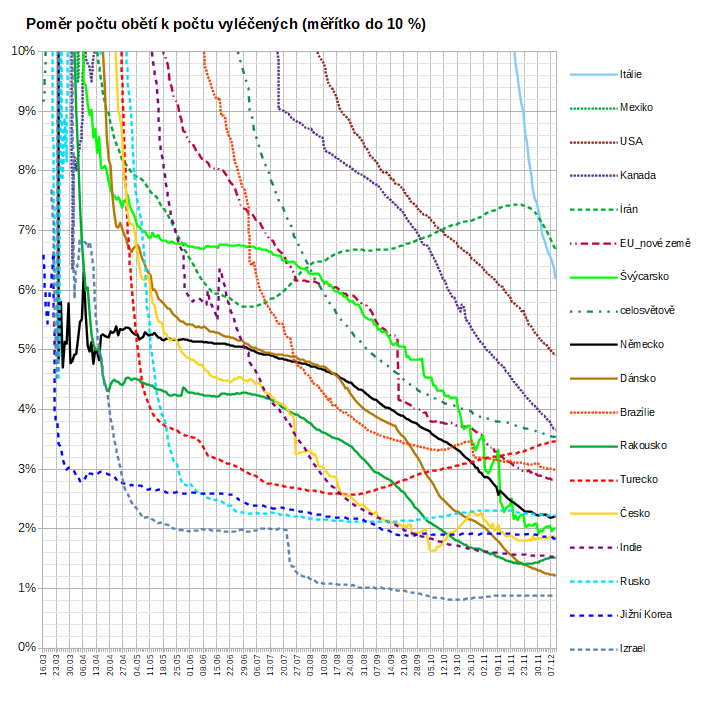 Poměr počtu obětí k počtu vyléčených (měřítko do 10 %)
10%
9%
8%
7%
6%
5%
4%
3%
2%
1%
0%
16.03
23.03
30.03
06.04
13.04
20.04
27.04
04.05
11.05
18.05
25.05
01.06
08.06
15.06
22.06
29.06
06.07
13.07
20.07
27.07
03.08
10.08
17.08
24.08
31.08
07.09
14.09
21.09
28.09
05.10
12.10
19.10
26.10
02.11
09.11
16.11
23.11
30.11
07.12
Itálie
Mexiko
USA
Kanada
Írán
EU_nové země
Švýcarsko
celosvětově
Německo
Dánsko
Brazílie
Rakousko
Turecko
Česko
Indie
Rusko
Jižní Korea
Izrael